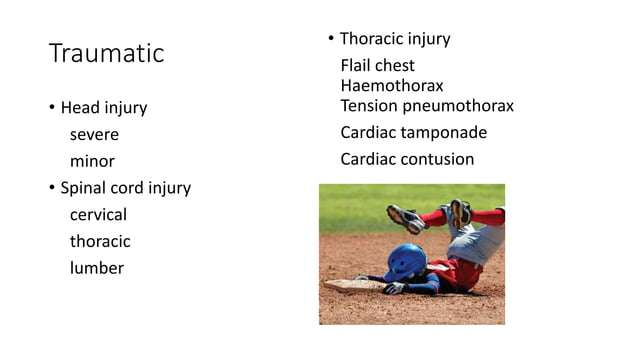 Traumatic
• Head injury
severe
minor
• Spinal cord injury
cervical
thoracic
lumber
• Thoracic injury
Flail chest
Haemothorax
Tension pneumothorax
Cardiac tamponade
Cardiac contusion